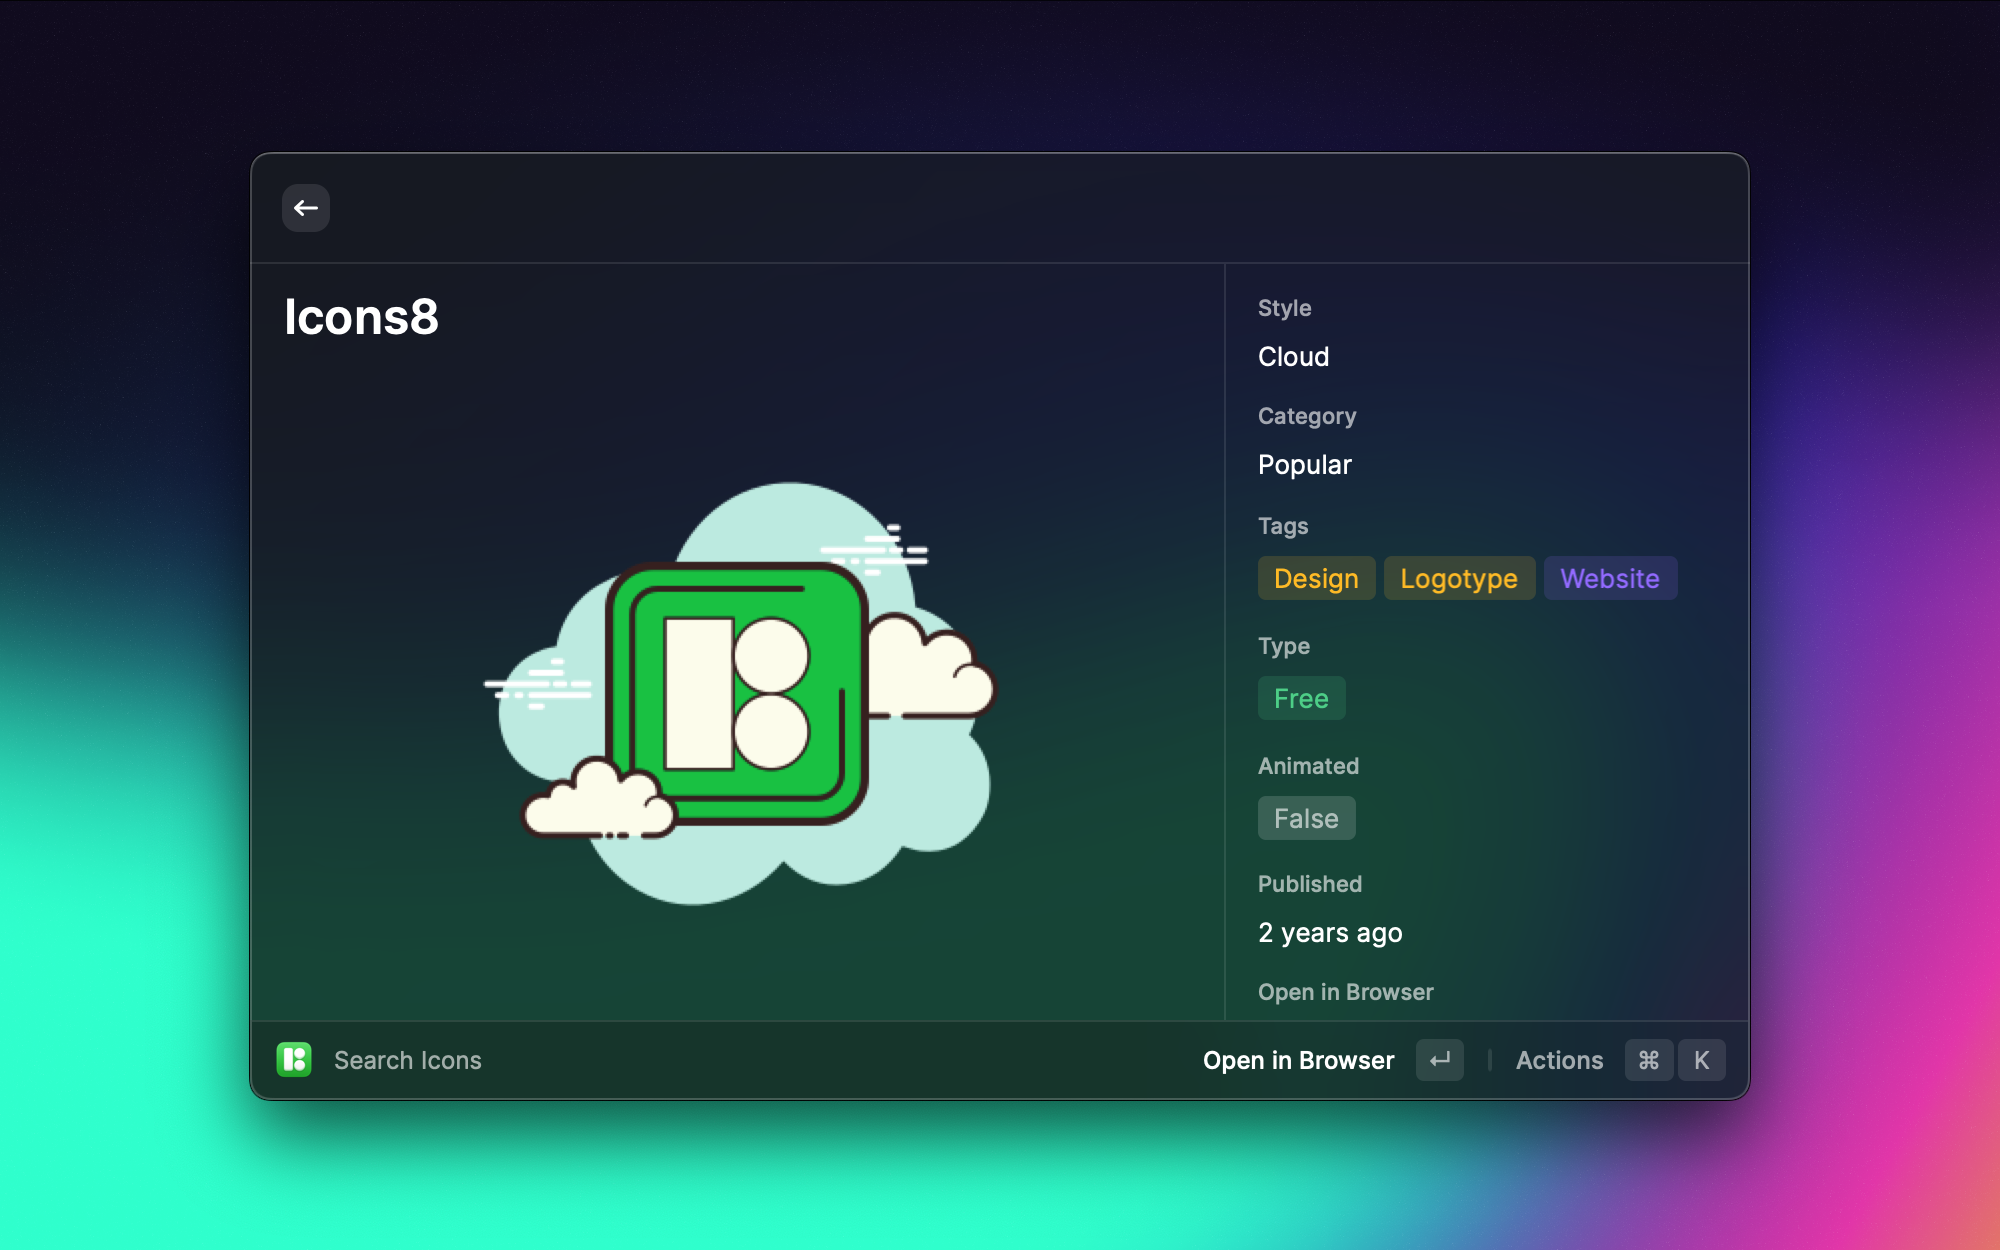 Icons8
Style
Cloud
Category
Popular
Tags
Design Logotype Website
Type
Free
Animated
False
Published
2 years ago
Open in Browser
Search Icons
Open in Browser ↵ Actions ⌘ K